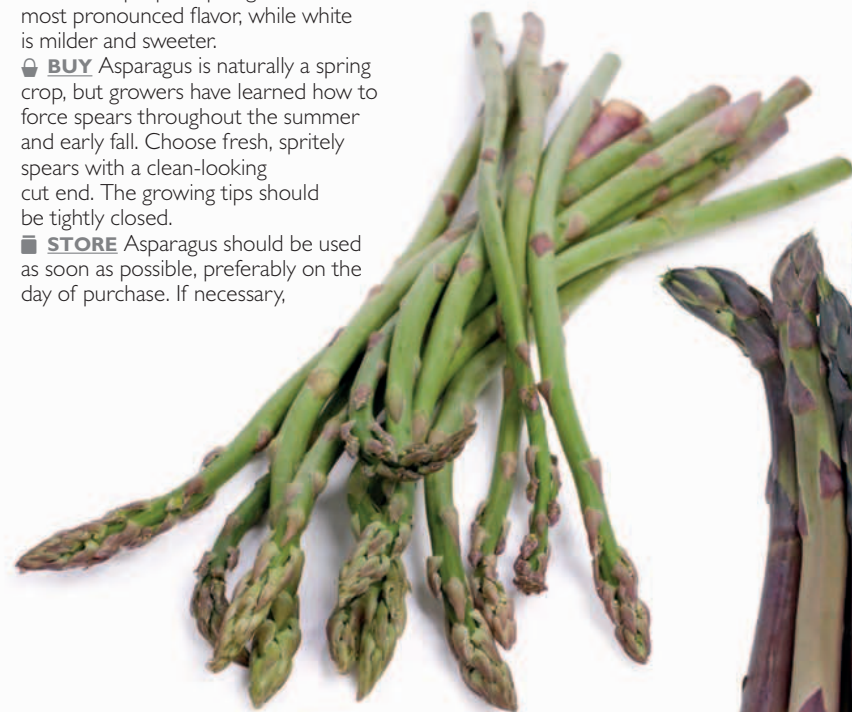 most pronounced flavor, while white
is milder and sweeter.
BUY Asparagus is naturally a spring
crop, but growers have learned how to
force spears throughout the summer
and early fall. Choose fresh, spritely
spears with a clean-looking
cut end. The growing tips should
be tightly closed.
STORE Asparagus should be used
as soon as possible, preferably on the
day of purchase. If necessary,